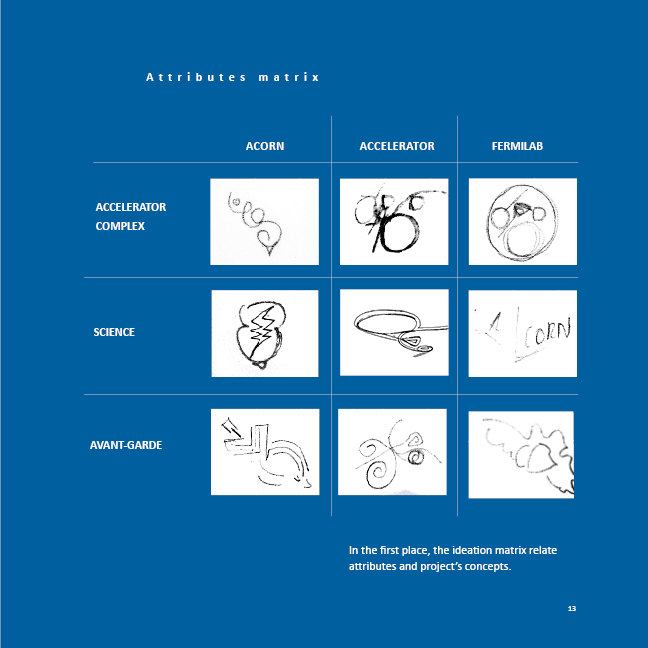 Attributes matrix
ACORN
ACCELERATOR
FERMILAB
ACCELERATOR
COMPLEX
SCIENCE
A CORN
AVANT-GARDE
In the first place, the ideation matrix relate
attributes and project's concepts.
13